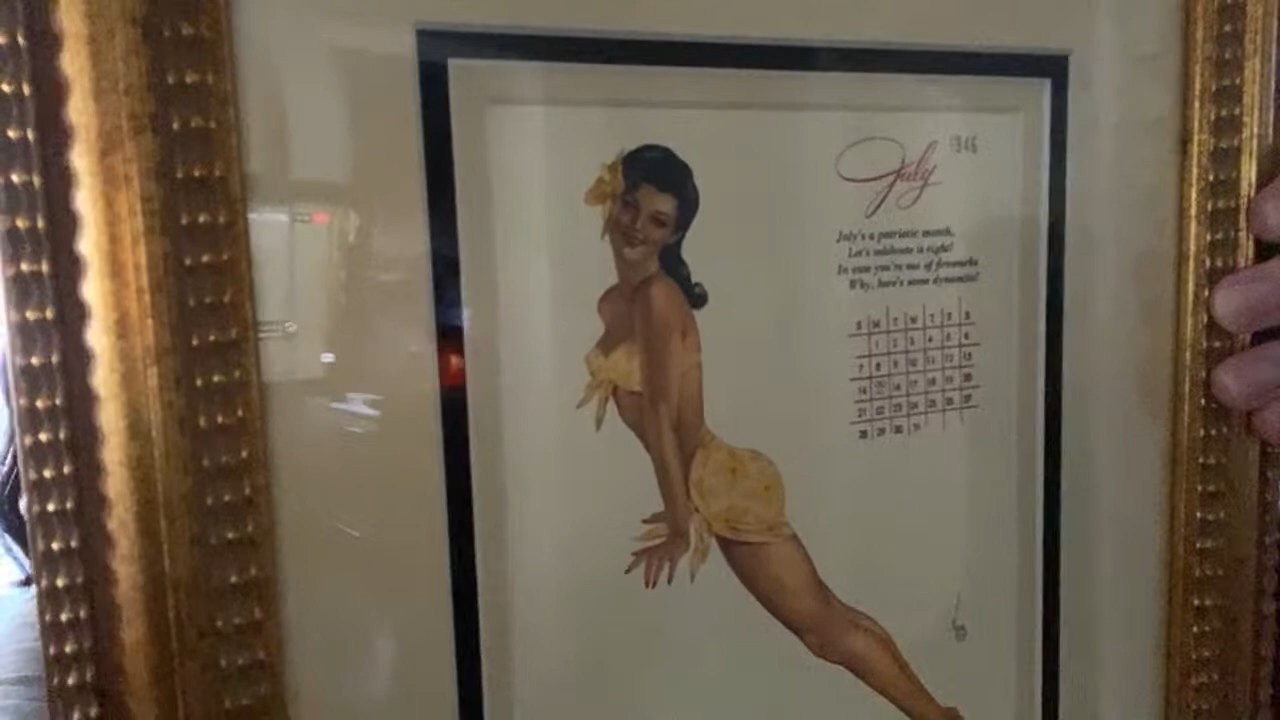 July 1946
July's a patriotic month,
Let's celebrate it right!
In case you're out of fireworks
Why, here's some dynamite!
S M T W T F S
1 2 3 4 5 6
7 8 9 10 11 12 13
14 15 16 17 18 19 20
21 22 23 24 25 26 27
28 29 30 31